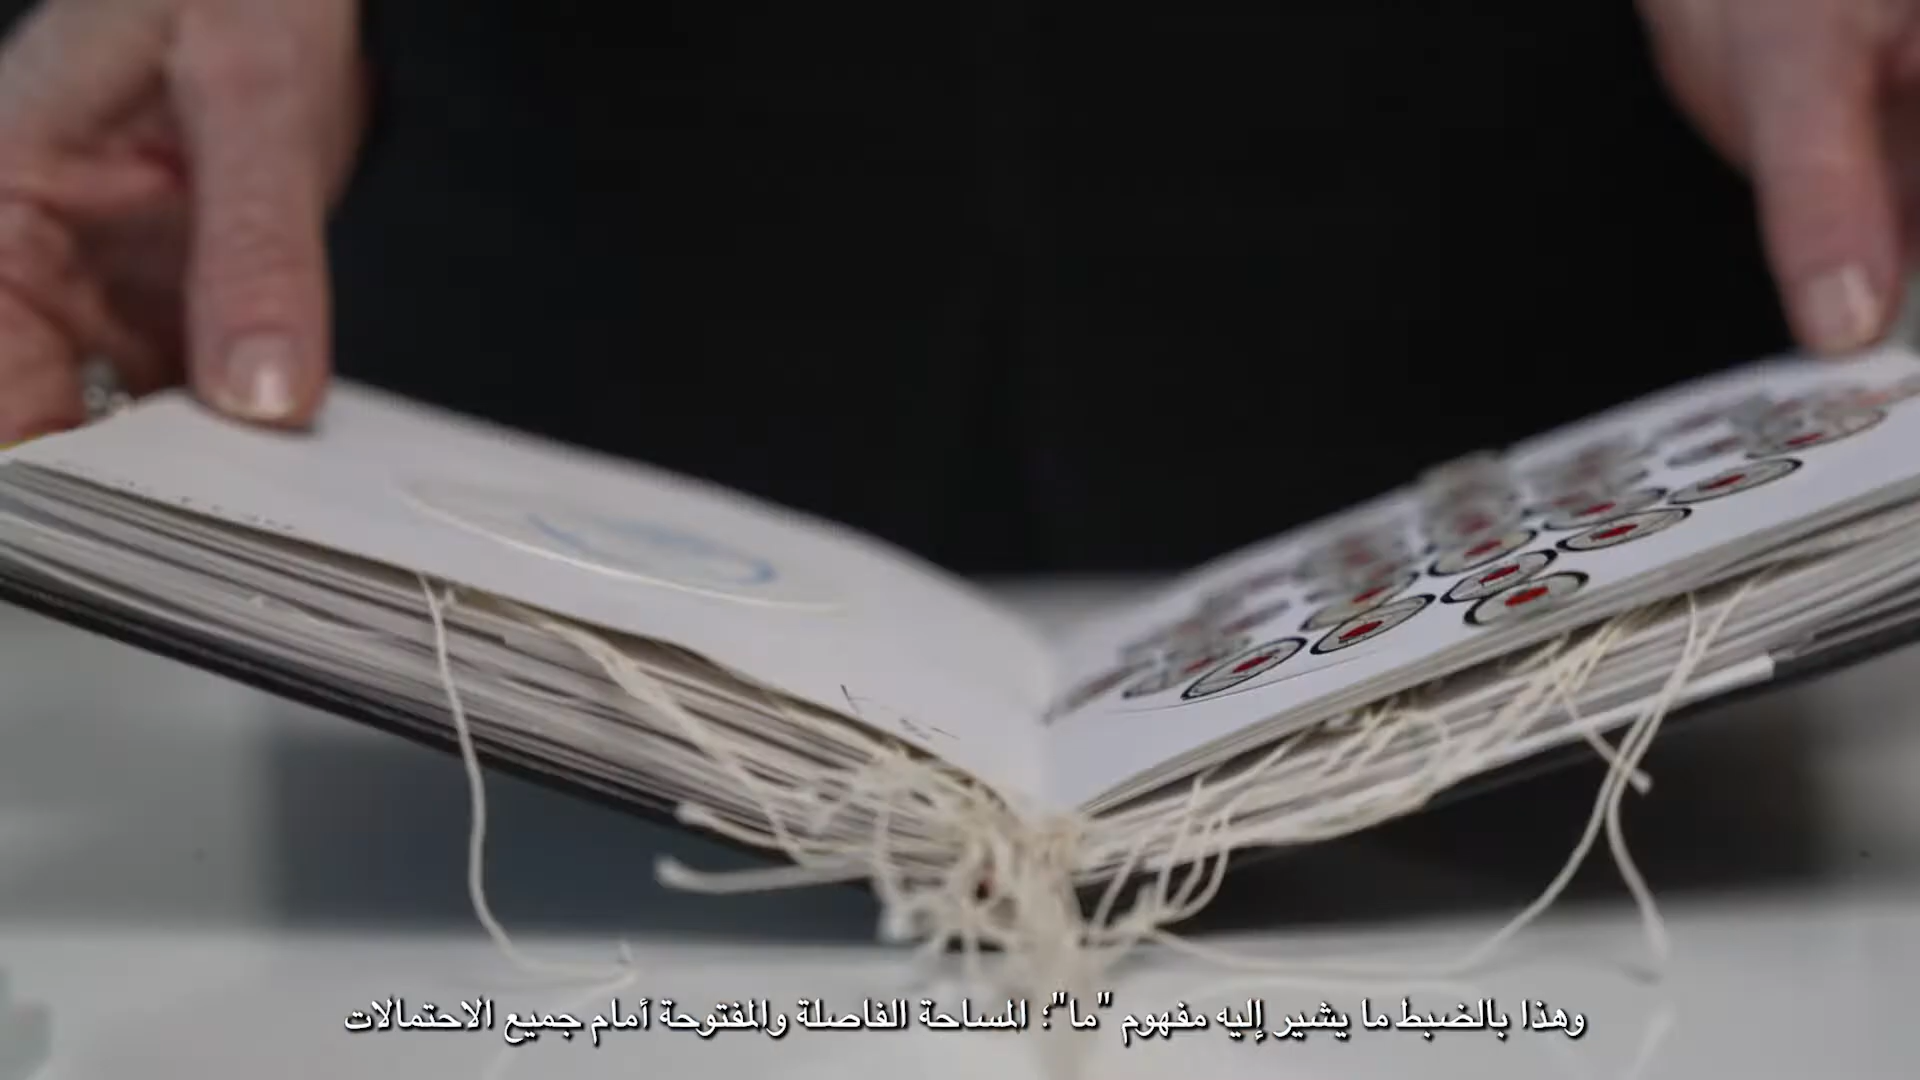 وهذا بالضبط ما يشير إليه مفهوم "ما"؛ المساحة الفاصلة والمفتوحة أمام جميع الاحتمالات